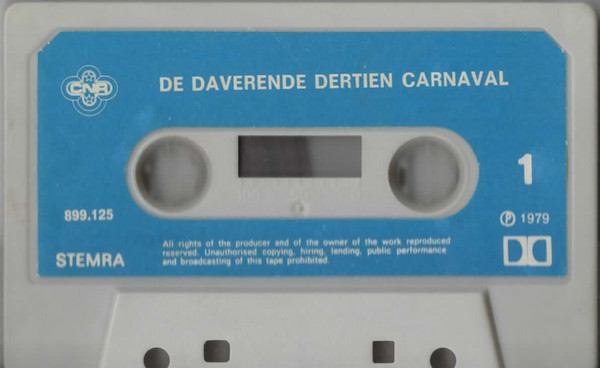 CNR
DE DAVERENDE DERTIEN CARNAVAL
1
899.125
℗ 1979
STEMRA
All rights of the producer and of the owner of the work reproduced
reserved. Unauthorised copying, hiring, lending, public performance
and broadcasting of this tape prohibited.